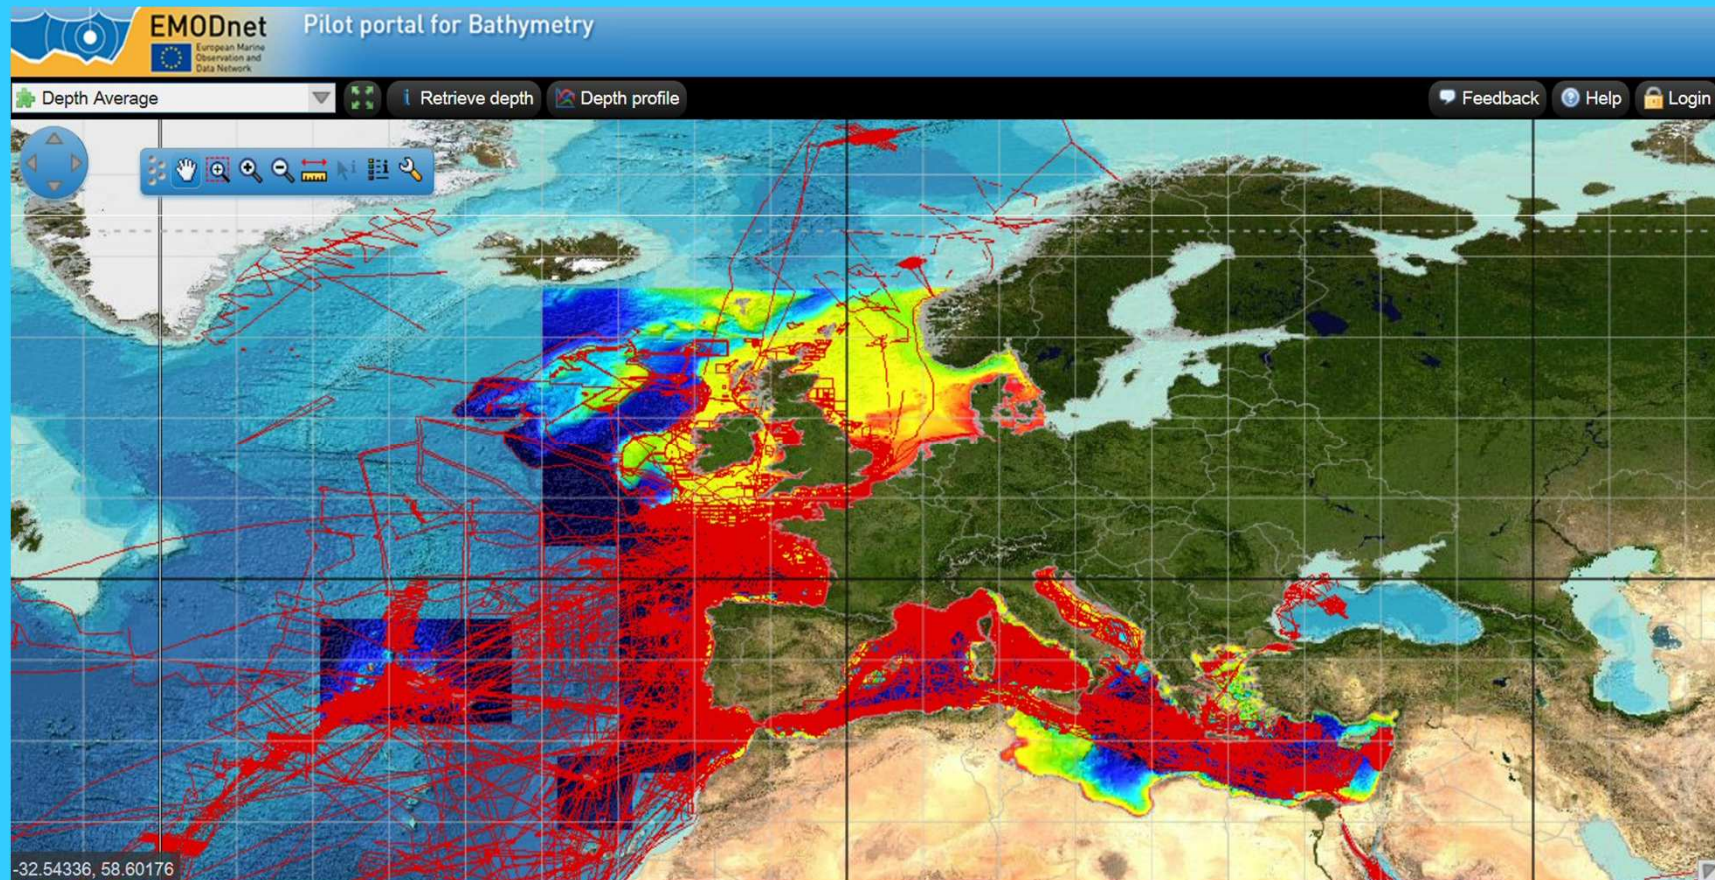 EMODnet
European Marine
Observation and
Data Network
Pilot portal for Bathymetry
Depth Average
i Retrieve depth
Depth profile
Feedback
Help
Login
-32.54336, 58.60176